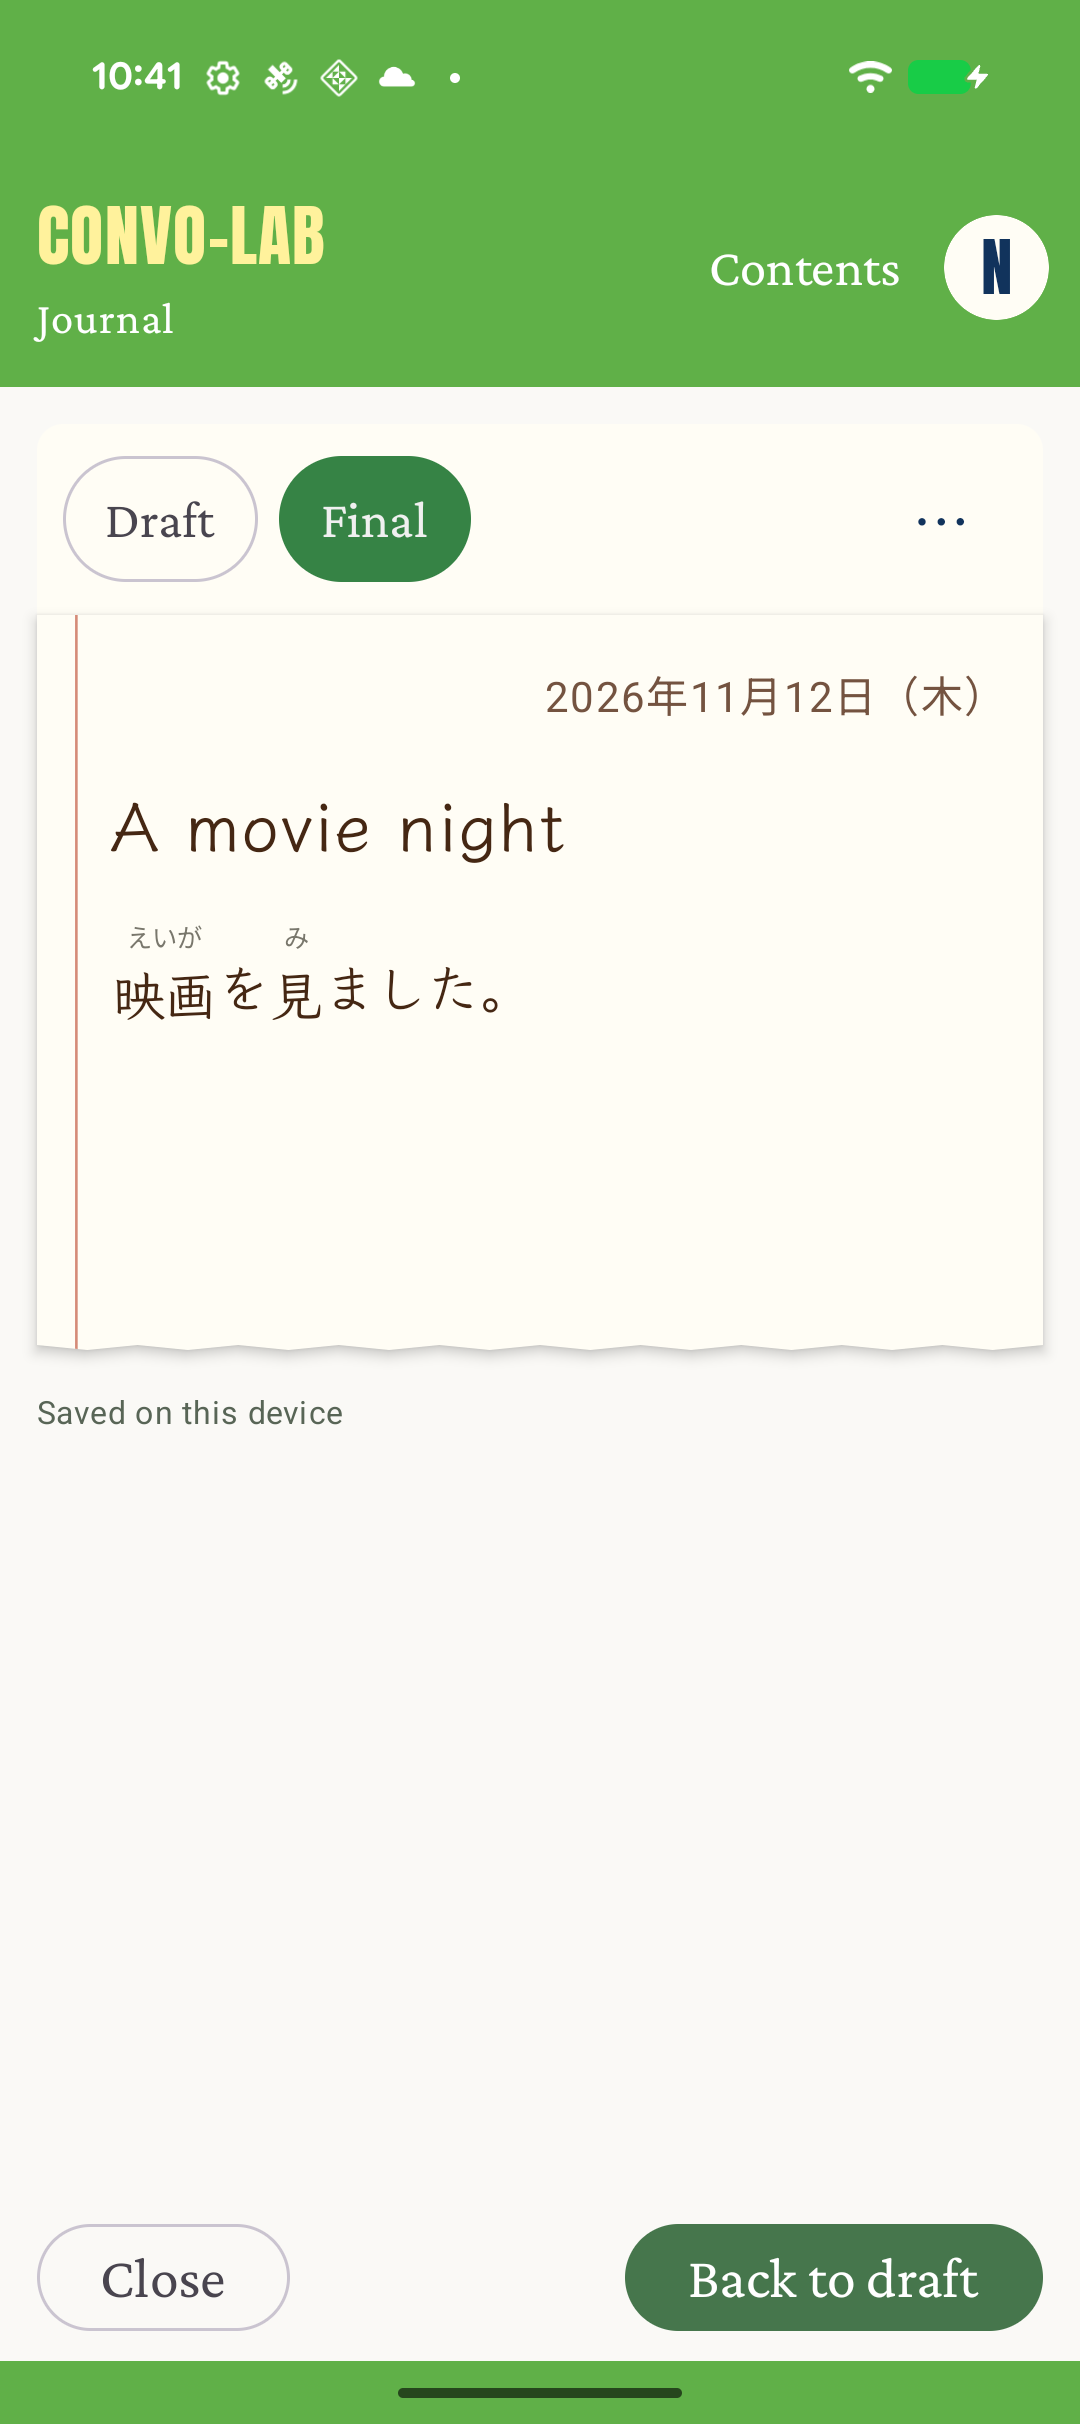 10:41
CONVO-LAB
Journal
Contents
N
Draft
Final
...
2026年11月12日（木）
A movie night
えいが み
映画を見ました。
Saved on this device
Close
Back to draft